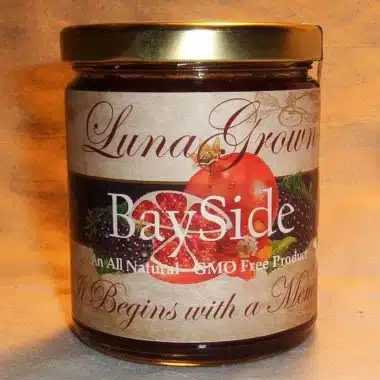 Luna Grown
BaySide
An All Natural GMO Free Product
It Begins with a